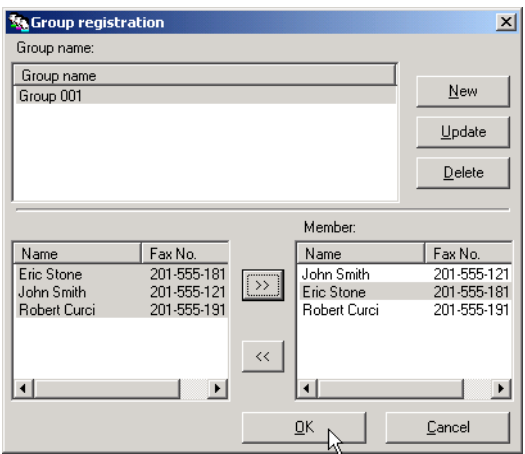 Group registration
Group name:
Group name
Group 001
New
Update
Delete
Member:
Name Fax No.
Eric Stone 201-555-181
John Smith 201-555-121
Robert Curci 201-555-191
>>
<<
Name Fax No.
John Smith 201-555-121
Eric Stone 201-555-181
Robert Curci 201-555-191
OK
Cancel